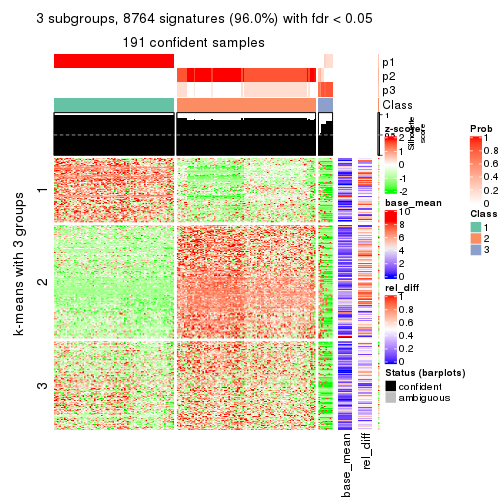 3 subgroups, 8764 signatures (96.0%) with fdr < 0.05
191 confident samples
p1
p2
p3
Class
1
Silhouette
score
k-means with 3 groups
1
2
3
base_mean
rel_diff
z-score
2
1
0
-1
-2
base_mean
10
8
6
4
2
0
rel_diff
1
0.8
0.6
0.4
0.2
0
Status (barplots)
confident
ambiguous
Prob
1
0.8
0.6
0.4
0.2
0
Class
1
2
3